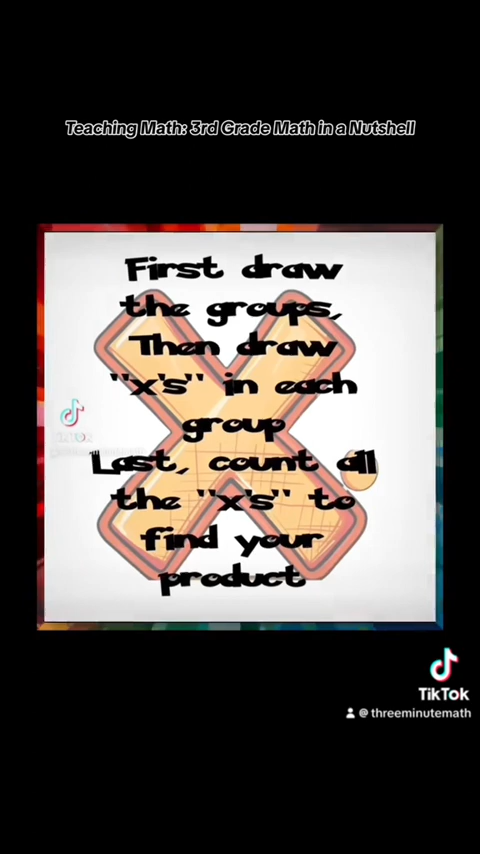 Teaching Math: 3rd Grade Math in a Nutshell
First draw
the groups,
Then draw
"x's" in each
group
Last, count all
the "x's" to
find your
product
TikTok
TikTok
@ threeminutemath